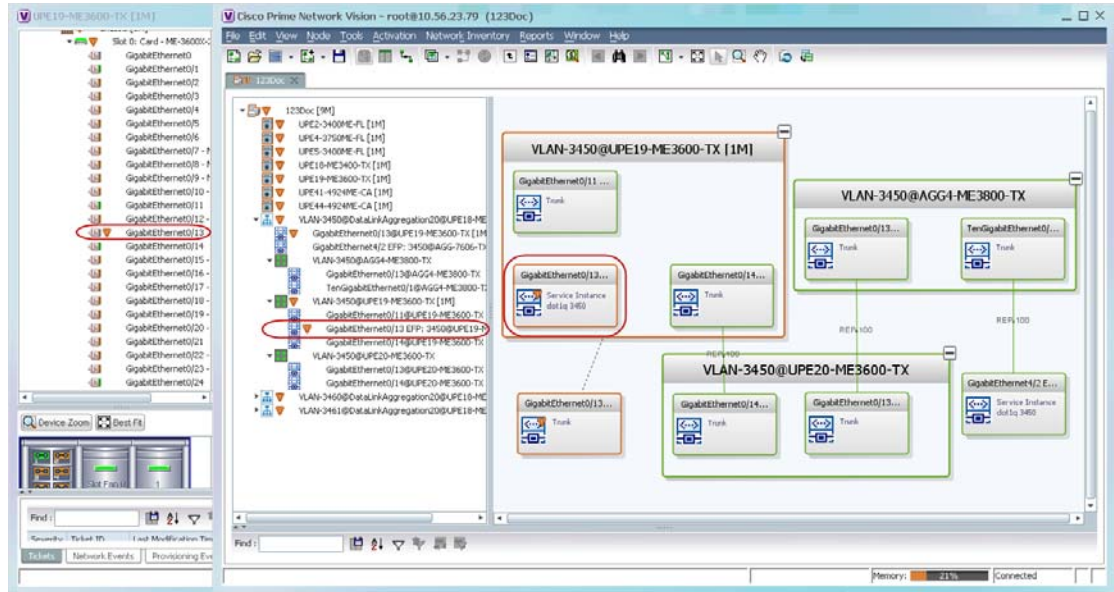 UPE19-ME3600-TX [1M]
Slot 0: Card - ME-3600X-2
GigabitEthernet0
GigabitEthernet0/1
GigabitEthernet0/2
GigabitEthernet0/3
GigabitEthernet0/4
GigabitEthernet0/5
GigabitEthernet0/6
GigabitEthernet0/7 - N
GigabitEthernet0/8 - N
GigabitEthernet0/9 - N
GigabitEthernet0/10 -
GigabitEthernet0/11
GigabitEthernet0/12 -
GigabitEthernet0/13
GigabitEthernet0/14
GigabitEthernet0/15 -
GigabitEthernet0/16 -
GigabitEthernet0/17 -
GigabitEthernet0/18 -
GigabitEthernet0/19 -
GigabitEthernet0/20 -
GigabitEthernet0/21
GigabitEthernet0/22 -
GigabitEthernet0/23 -
GigabitEthernet0/24
Device Zoom Best Fit
1
Find :
Severity Ticket ID Last Modification Tim
Tickets Network Events Provisioning Eve
Cisco Prime Network Vision - root@10.56.23.79 (123Doc)
File Edit View Node Tools Activation Network Inventory Reports Window Help
123Doc
123Doc [9M]
UPE2-3400ME-FL [1M]
UPE4-3750ME-FL [1M]
UPE5-3400ME-FL [1M]
UPE18-ME3400-TX [1M]
UPE19-ME3600-TX [1M]
UPE41-4924ME-CA [1M]
UPE44-4924ME-CA [1M]
VLAN-3450@DataLinkAggregation20@UPE18-ME
GigabitEthernet0/13@UPE19-ME3600-TX [1M
GigabitEthernet4/2 EFP: 3450@AGG-7606-TX
VLAN-3450@AGG4-ME3800-TX
GigabitEthernet0/13@AGG4-ME3800-TX
TenGigabitEthernet0/1@AGG4-ME3800-T
VLAN-3450@UPE19-ME3600-TX [1M]
GigabitEthernet0/11@UPE19-ME3600-TX
GigabitEthernet0/13 EFP: 3450@UPE19-M
GigabitEthernet0/14@UPE19-ME3600-TX
VLAN-3450@UPE20-ME3600-TX
GigabitEthernet0/13@UPE20-ME3600-TX
GigabitEthernet0/14@UPE20-ME3600-TX
VLAN-3460@DataLinkAggregation20@UPE18-ME
VLAN-3461@DataLinkAggregation20@UPE18-ME
VLAN-3450@UPE19-ME3600-TX [1M]
GigabitEthernet0/11 ...
Trunk
GigabitEthernet0/13...
Service Instance
dot1q 3450
GigabitEthernet0/14...
Trunk
VLAN-3450@AGG4-ME3800-TX
GigabitEthernet0/13...
Trunk
TenGigabitEthernet0/...
Trunk
REP:100
REP:100
REP:100
VLAN-3450@UPE20-ME3600-TX
GigabitEthernet0/14...
Trunk
GigabitEthernet0/13...
Trunk
GigabitEthernet0/13...
Trunk
GigabitEthernet4/2 E...
Service Instance
dot1q 3450
Find :
Memory: 21% Connected